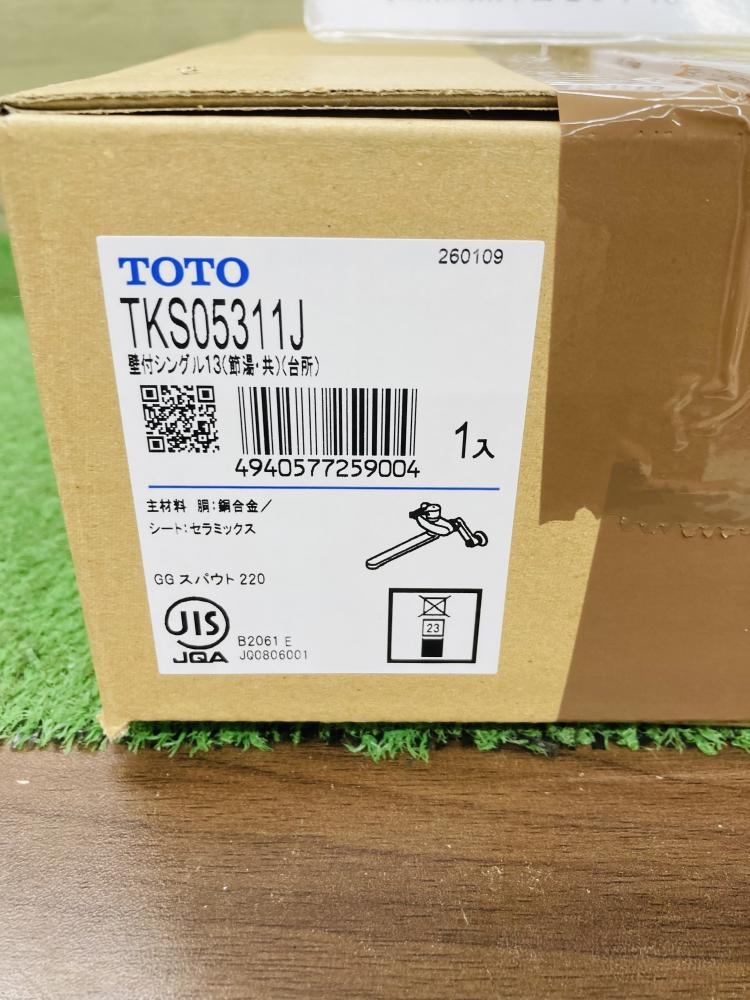 TOTO
260109
TKS05311J
壁付シングル13(節湯・共)(台所)
1入
4940577259004
主材料 胴:銅合金/
シート:セラミックス
GG スパウト 220
23
JIS
JQA
B2061 E
JQ0806001